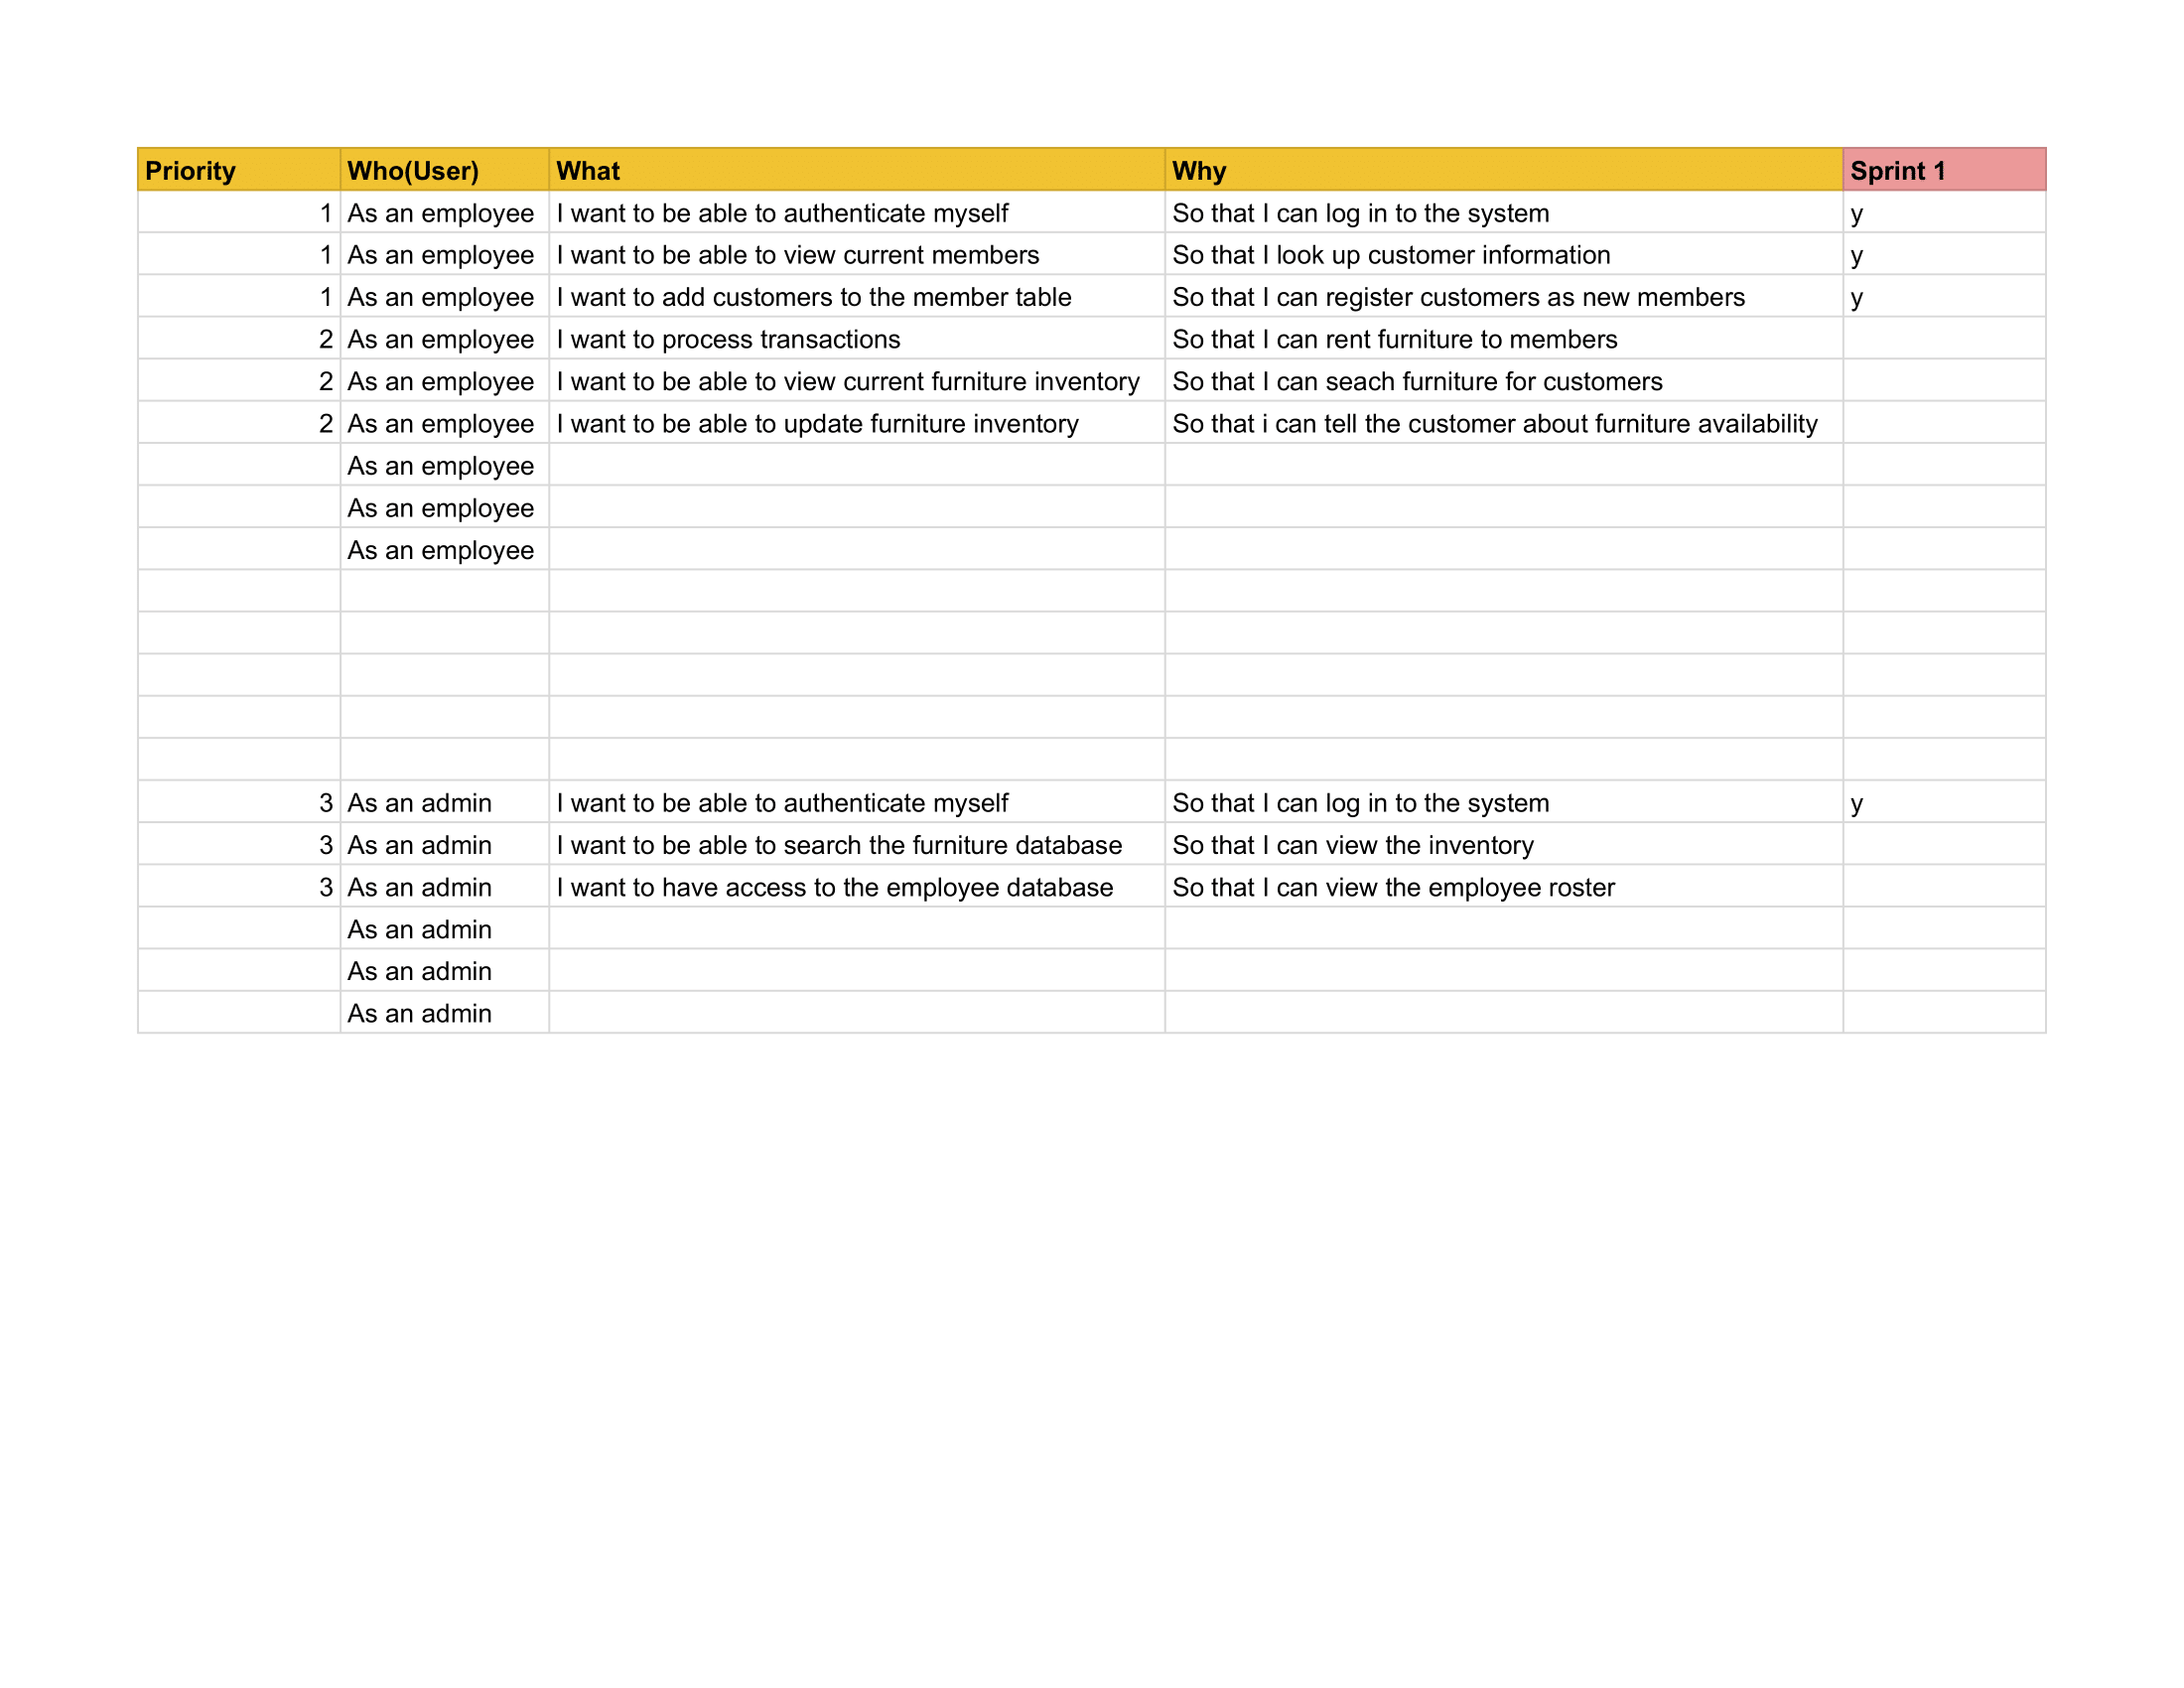 Priority Who(User) What Why Sprint 1
1 As an employee I want to be able to authenticate myself So that I can log in to the system y
1 As an employee I want to be able to view current members So that I look up customer information y
1 As an employee I want to add customers to the member table So that I can register customers as new members y
2 As an employee I want to process transactions So that I can rent furniture to members
2 As an employee I want to be able to view current furniture inventory So that I can seach furniture for customers
2 As an employee I want to be able to update furniture inventory So that i can tell the customer about furniture availability
As an employee
As an employee
As an employee
3 As an admin I want to be able to authenticate myself So that I can log in to the system y
3 As an admin I want to be able to search the furniture database So that I can view the inventory
3 As an admin I want to have access to the employee database So that I can view the employee roster
As an admin
As an admin
As an admin